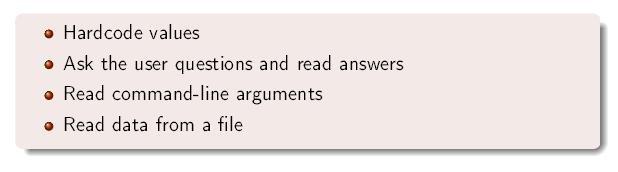 Hardcode values
Ask the user questions and read answers
Read command-line arguments
Read data from a file